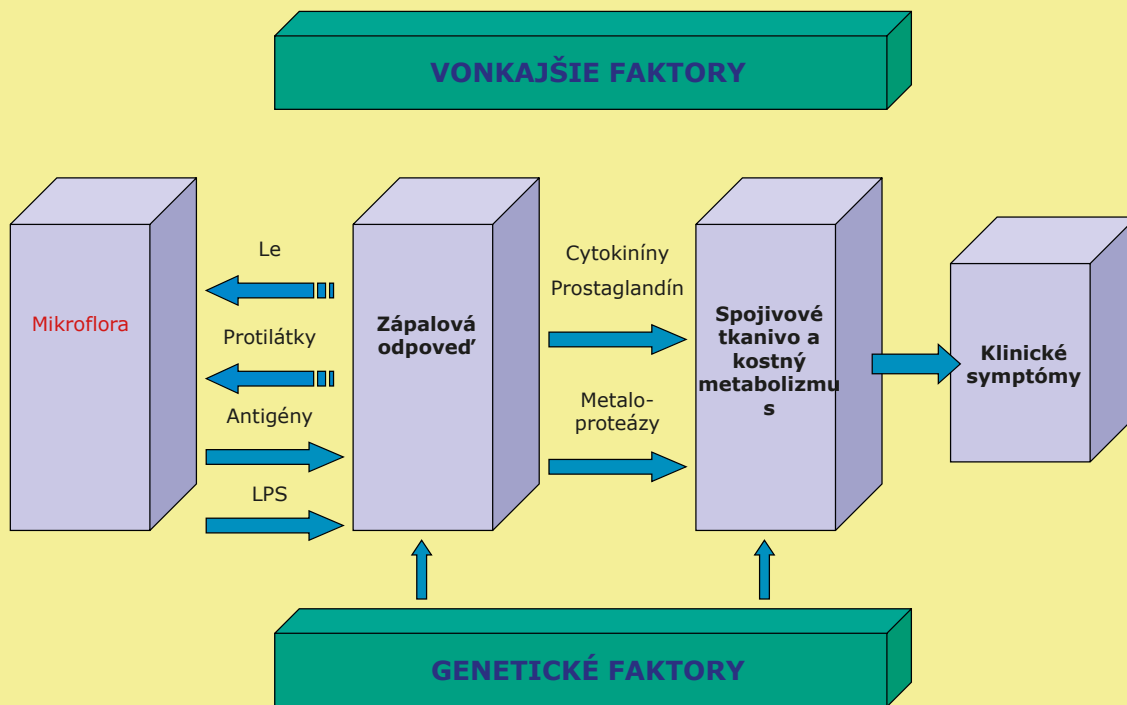 VONKAJŠIE FAKTORY
Mikroflora
Le
Protilátky
Antigény
LPS
Zápalová
odpoveď
Cytokiníny
Prostaglandín
Metalo-
proteázy
Spojivové
tkanivo a
kostný
metabolizmu
s
Klinické
symptómy
GENETICKÉ FAKTORY